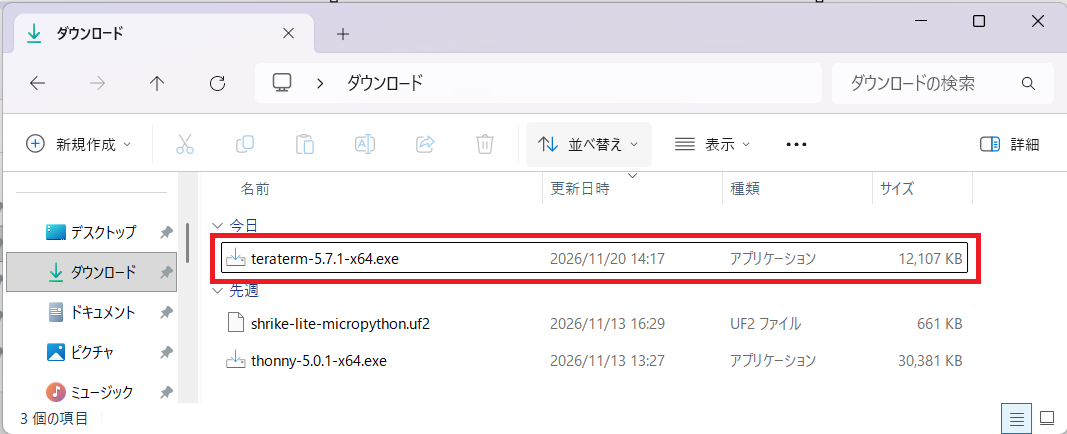 ダウンロード
ダウンロード
ダウンロードの検索
新規作成
並べ替え
表示
詳細
名前 更新日時 種類 サイズ
今日
teraterm-5.7.1-x64.exe 2026/11/20 14:17 アプリケーション 12,107 KB
先週
shrike-lite-micropython.uf2 2026/11/13 16:29 UF2 ファイル 661 KB
thonny-5.0.1-x64.exe 2026/11/13 13:27 アプリケーション 30,381 KB
デスクトップ
ダウンロード
ドキュメント
ピクチャ
ミュージック
3 個の項目